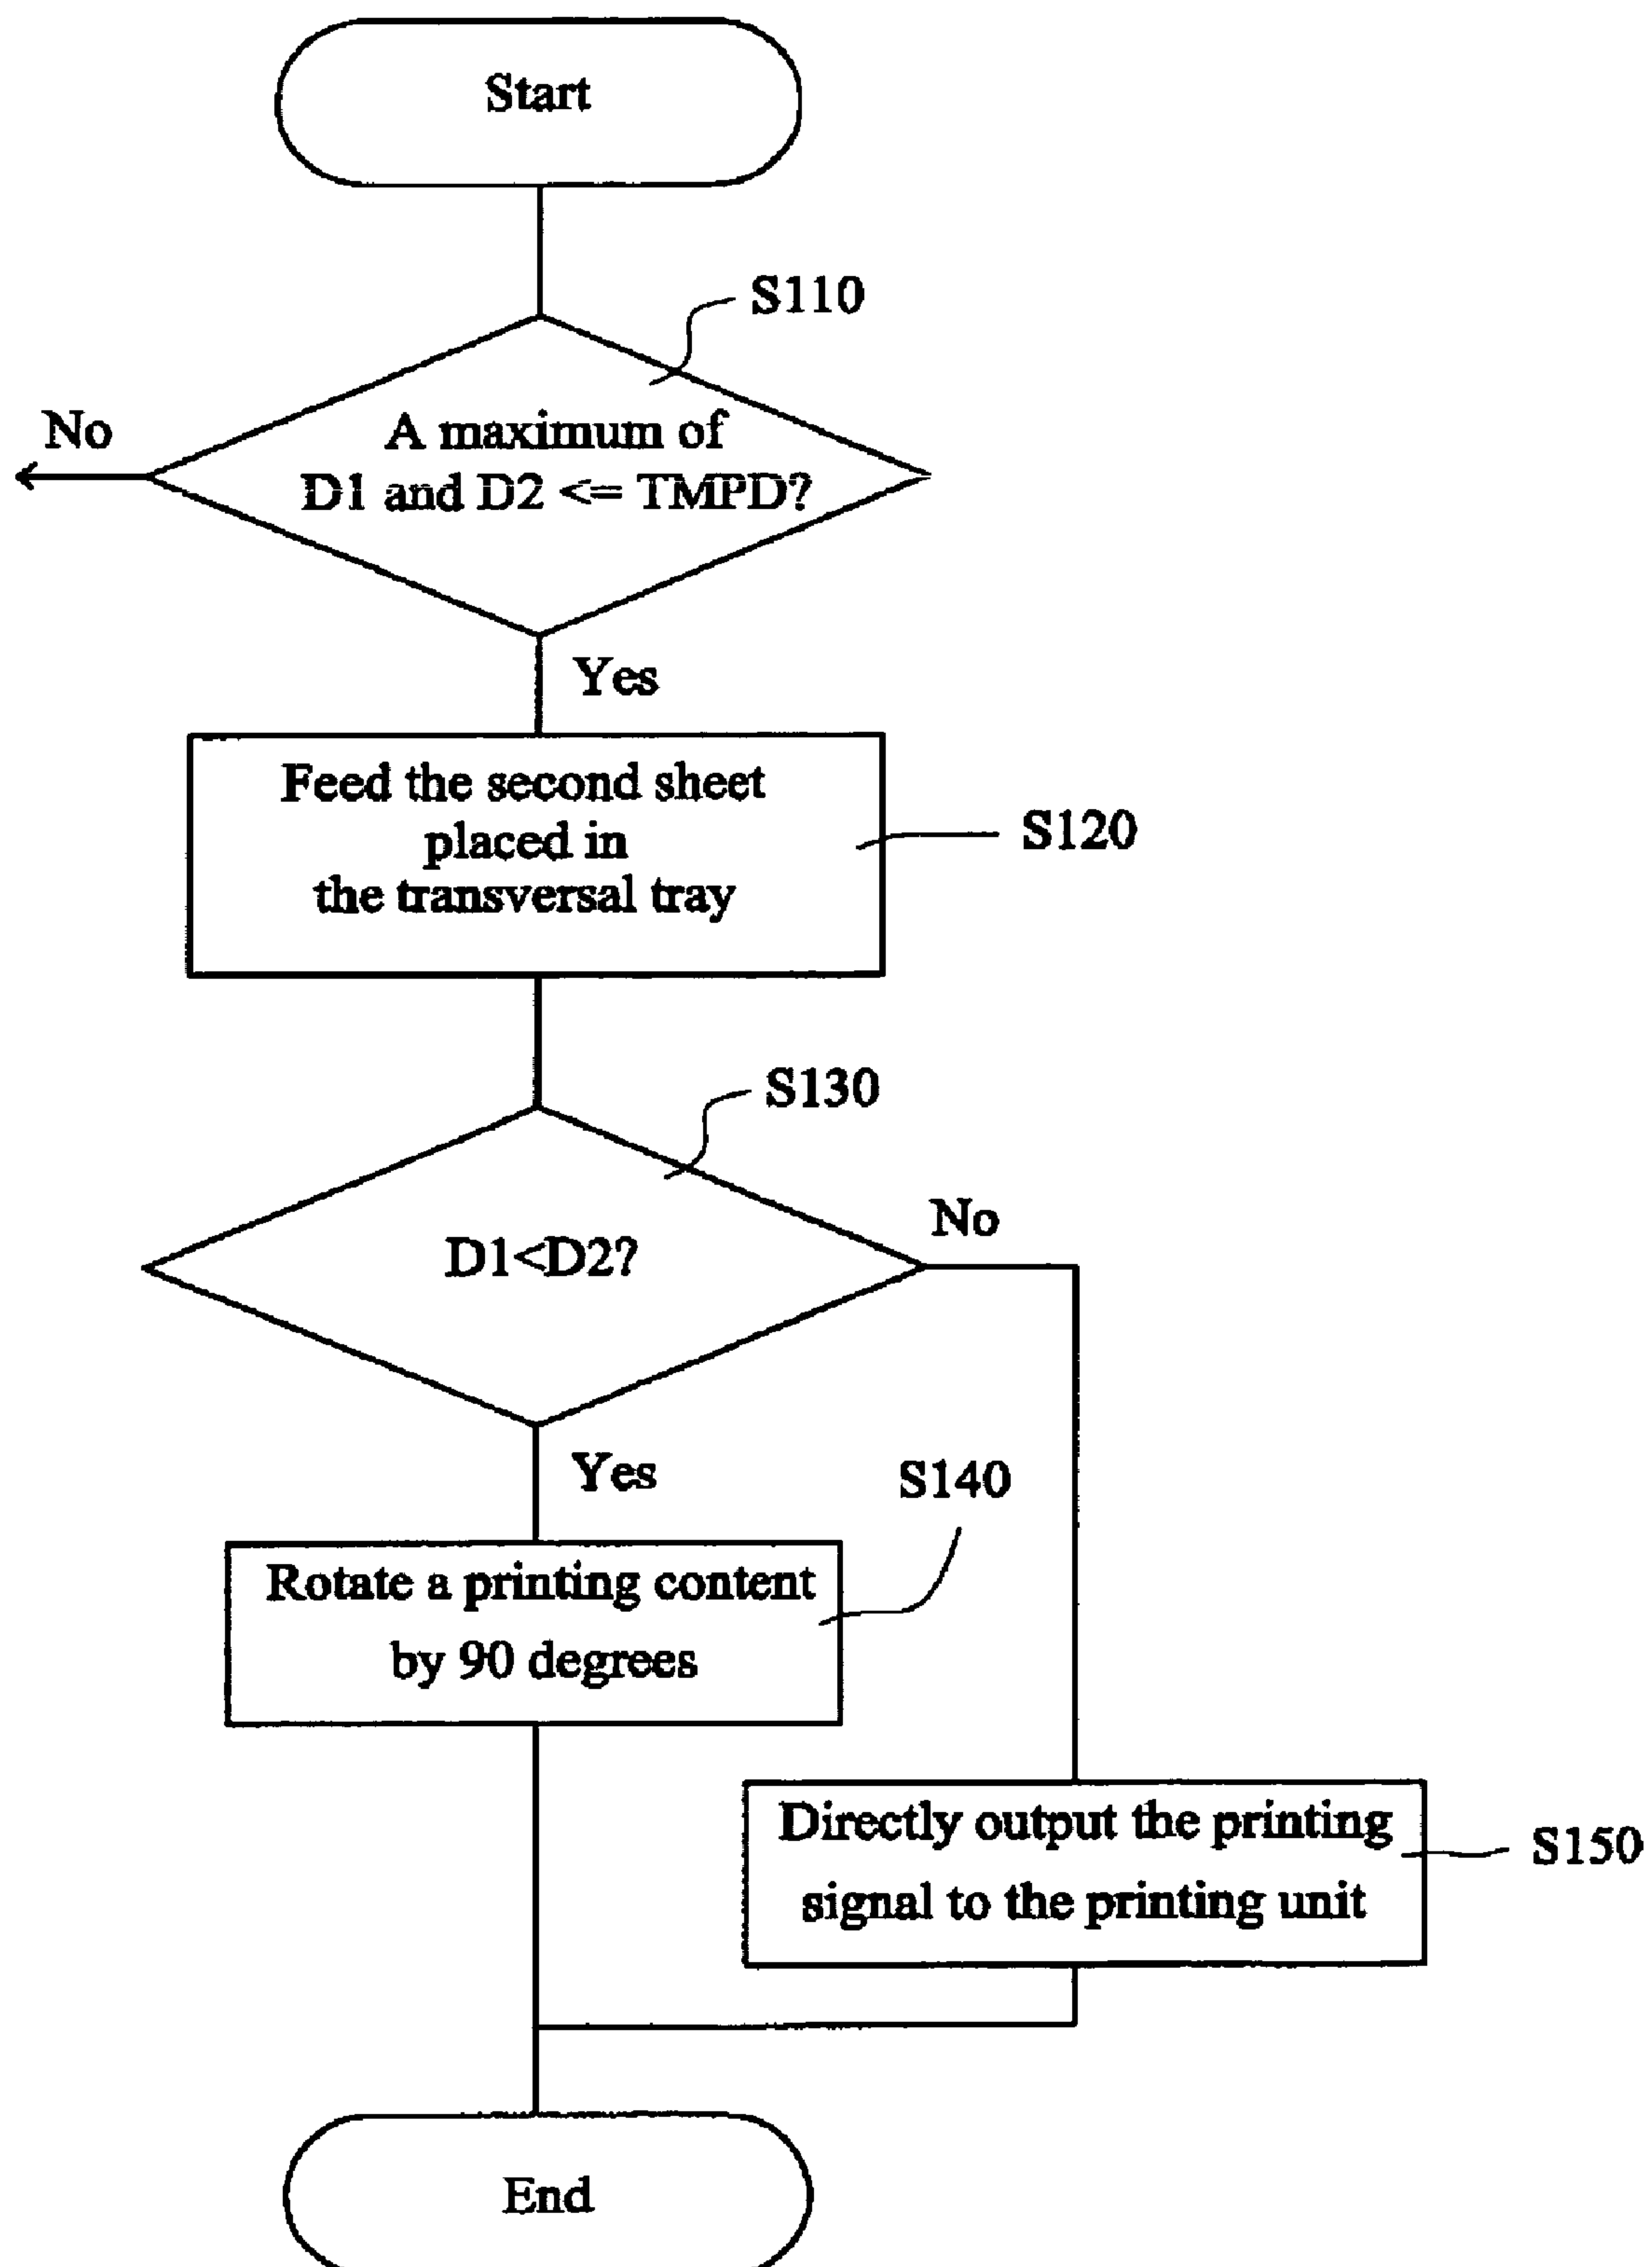 Start
S110
No
A maximum of
D1 and D2 <= TMPD?
Yes
Feed the second sheet
placed in
the transversal tray
S120
S130
No
D1<D2?
Yes
S140
Rotate a printing content
by 90 degrees
Directly output the printing
signal to the printing unit
S150
End